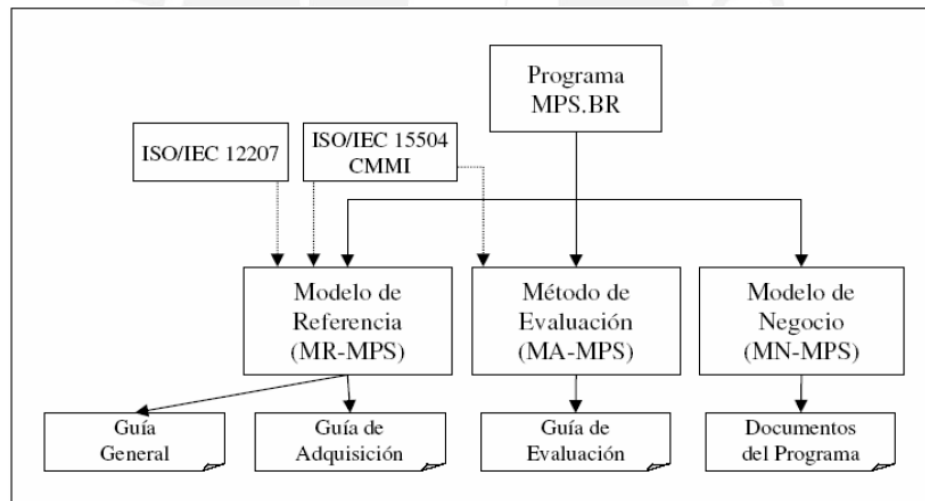 Programa
MPS.BR
ISO/IEC 12207
ISO/IEC 15504
CMMI
Modelo de
Referencia
(MR-MPS)
Método de
Evaluación
(MA-MPS)
Modelo de
Negocio
(MN-MPS)
Guía
General
Guía de
Adquisición
Guía de
Evaluación
Documentos
del Programa